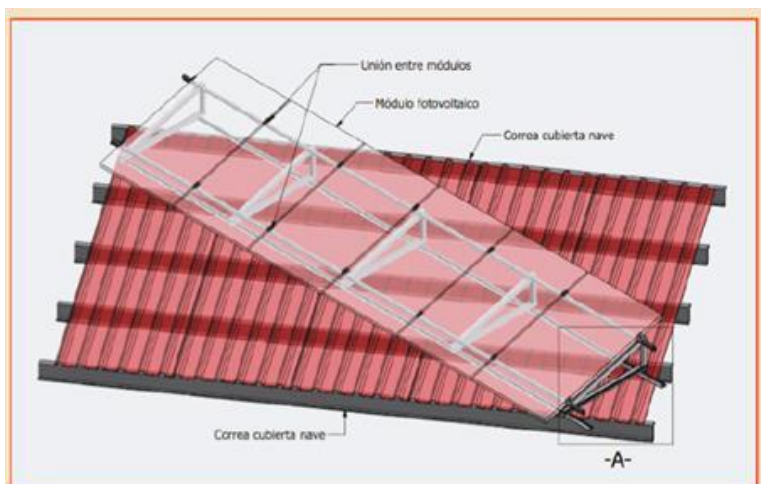 Unión entre módulos
Módulo fotovoltaico
Correa cubierta nave
Correa cubierta nave
-A-